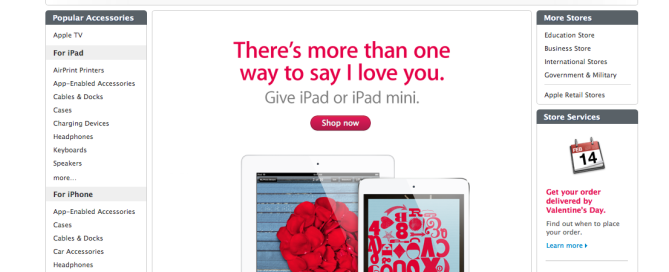 Popular Accessories
Apple TV
For iPad
AirPrint Printers
App-Enabled Accessories
Cables & Docks
Cases
Charging Devices
Headphones
Keyboards
Speakers
more...
For iPhone
App-Enabled Accessories
Cases
Cables & Docks
Car Accessories
Headphones
There's more than one
way to say I love you.
Give iPad or iPad mini.
Shop now
More Stores
Education Store
Business Store
International Stores
Government & Military
Apple Retail Stores
Store Services
FEB
14
Get your order
delivered by
Valentine's Day.
Find out when to place
your order.
Learn more